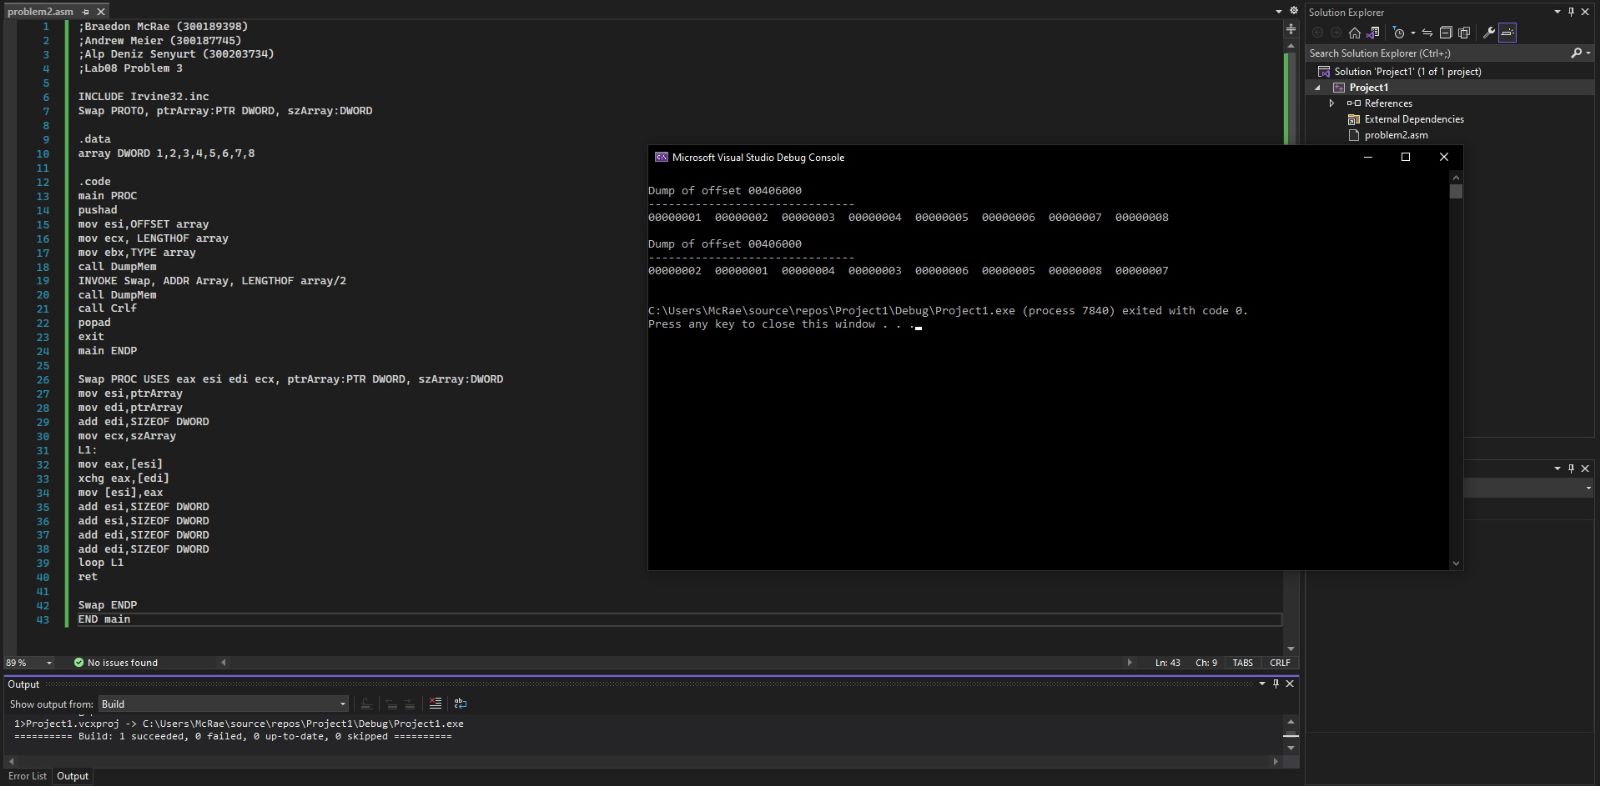 problem2.asm
1 ;Braedon McRae (300189398)
2 ;Andrew Meier (300187745)
3 ;Alp Deniz Senyurt (300203734)
4 ;Lab08 Problem 3
5
6 INCLUDE Irvine32.inc
7 Swap PROTO, ptrArray:PTR DWORD, szArray:DWORD
8
9 .data
10 array DWORD 1,2,3,4,5,6,7,8
11
12 .code
13 main PROC
14 pushad
15 mov esi,OFFSET array
16 mov ecx, LENGTHOF array
17 mov ebx,TYPE array
18 call DumpMem
19 INVOKE Swap, ADDR Array, LENGTHOF array/2
20 call DumpMem
21 call Crlf
22 popad
23 exit
24 main ENDP
25
26 Swap PROC USES eax esi edi ecx, ptrArray:PTR DWORD, szArray:DWORD
27 mov esi,ptrArray
28 mov edi,ptrArray
29 add edi,SIZEOF DWORD
30 mov ecx,szArray
31 L1:
32 mov eax,[esi]
33 xchg eax,[edi]
34 mov [esi],eax
35 add esi,SIZEOF DWORD
36 add esi,SIZEOF DWORD
37 add edi,SIZEOF DWORD
38 add edi,SIZEOF DWORD
39 loop L1
40 ret
41
42 Swap ENDP
43 END main
89 % No issues found Ln: 43 Ch: 9 TABS CRLF
Microsoft Visual Studio Debug Console
Dump of offset 00406000
-------------------------------
00000001 00000002 00000003 00000004 00000005 00000006 00000007 00000008
Dump of offset 00406000
-------------------------------
00000002 00000001 00000004 00000003 00000006 00000005 00000008 00000007
C:\Users\McRae\source\repos\Project1\Debug\Project1.exe (process 7840) exited with code 0.
Press any key to close this window . . .
Solution Explorer
Search Solution Explorer (Ctrl+;)
Solution 'Project1' (1 of 1 project)
Project1
References
External Dependencies
problem2.asm
Output
Show output from: Build
1>Project1.vcxproj -> C:\Users\McRae\source\repos\Project1\Debug\Project1.exe
========== Build: 1 succeeded, 0 failed, 0 up-to-date, 0 skipped ==========
Error List Output